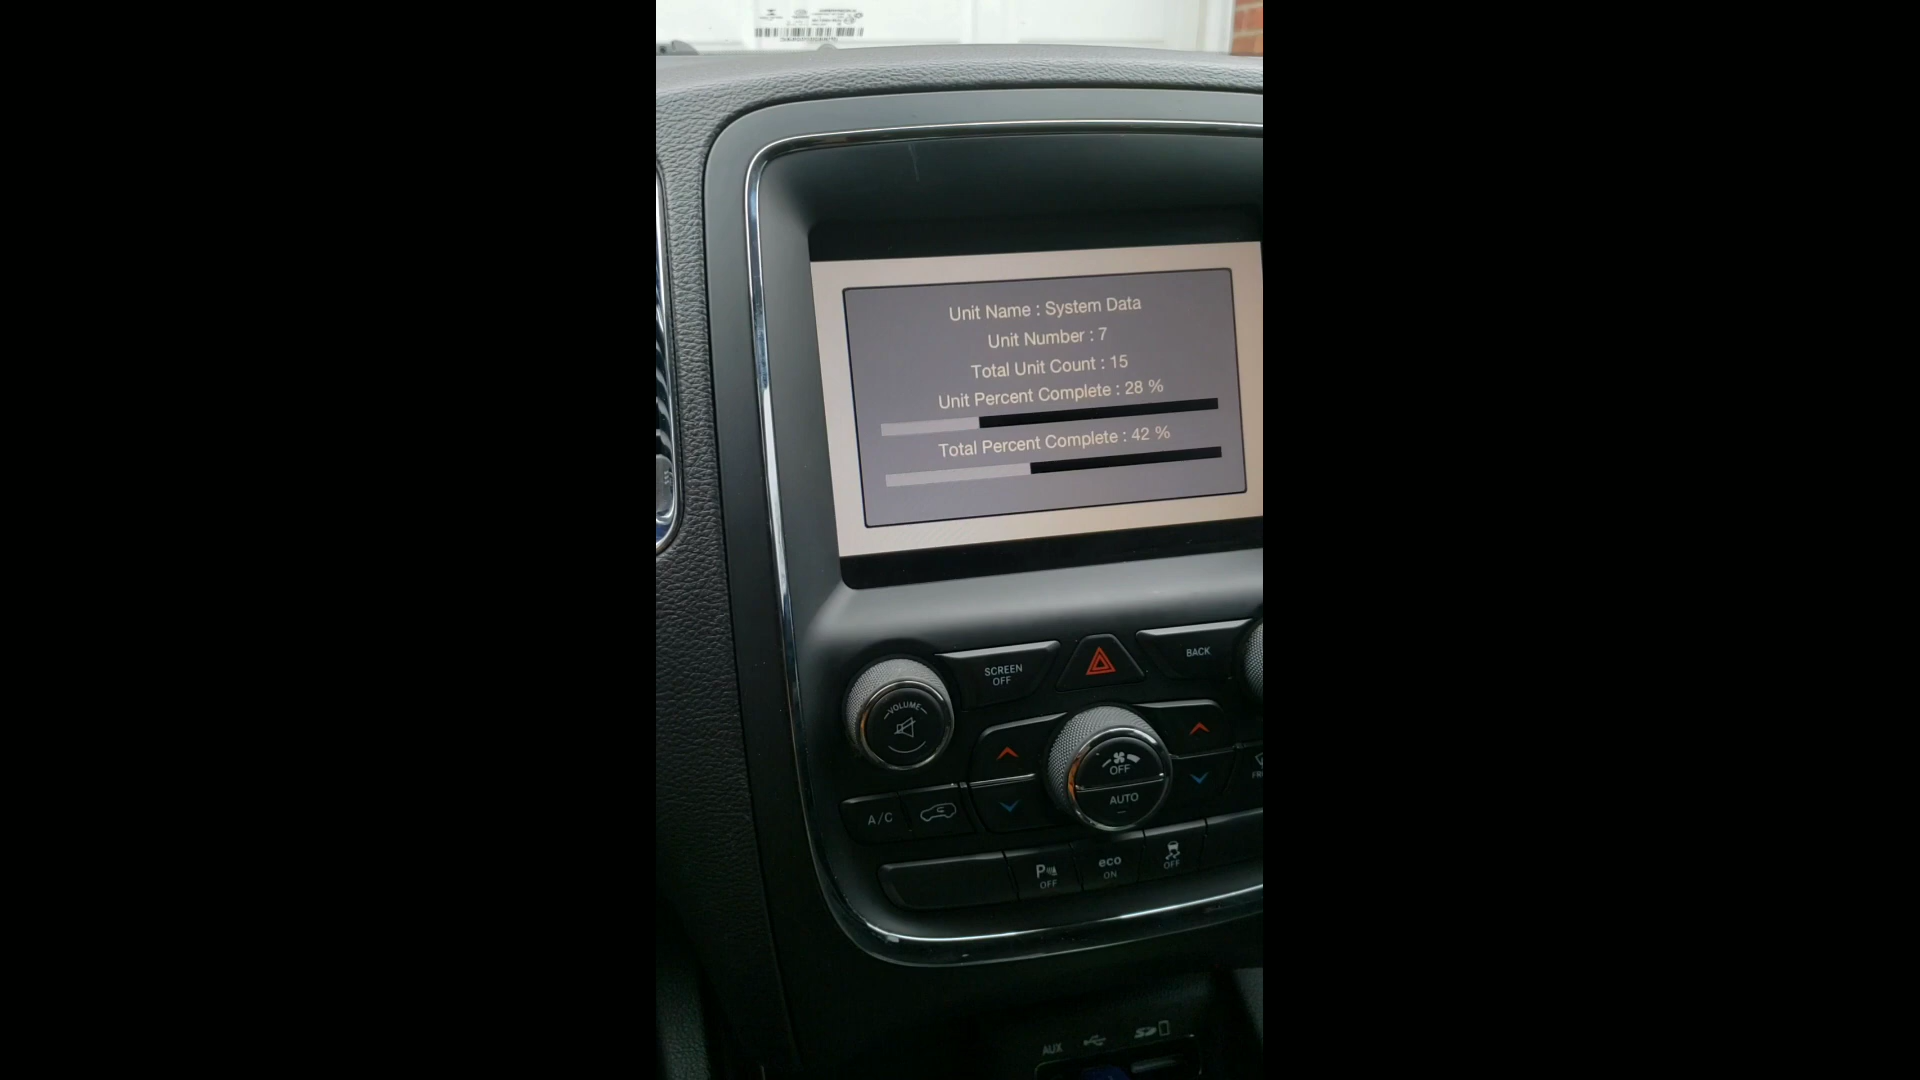 Unit Name : System Data
Unit Number : 7
Total Unit Count : 15
Unit Percent Complete : 28 %
Total Percent Complete : 42 %
SCREEN
OFF
BACK
VOLUME
OFF
AUTO
A/C
P
OFF
eco
ON
OFF
AUX